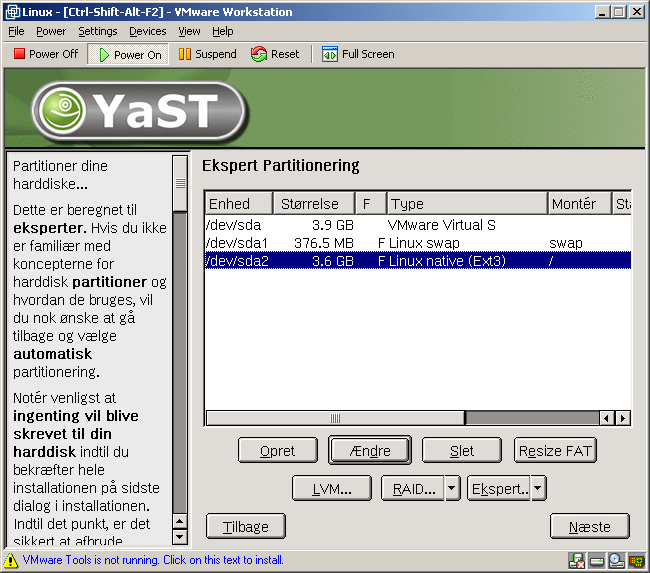 Linux - [Ctrl-Shift-Alt-F2] - VMware Workstation
File Power Settings Devices View Help
Power Off Power On Suspend Reset Full Screen
YaST
Partitioner dine
harddiske...
Dette er beregnet til
eksperter. Hvis du ikke
er familiær med
koncepterne for
harddisk partitioner og
hvordan de bruges, vil
du nok ønske at gå
tilbage og vælge
automatisk
partitionering.
Notér venligst at
ingenting vil blive
skrevet til din
harddisk indtil du
bekræfter hele
installationen på sidste
dialog i installationen.
Indtil det punkt, er det
sikkert at afbryde
Ekspert Partitionering
Enhed Størrelse F Type Montér Sta
/dev/sda 3.9 GB VMware Virtual S
/dev/sda1 376.5 MB F Linux swap swap
/dev/sda2 3.6 GB F Linux native (Ext3) /
Opret Ændre Slet Resize FAT
LVM... RAID... Ekspert..
Tilbage Næste
VMware Tools is not running. Click on this text to install.